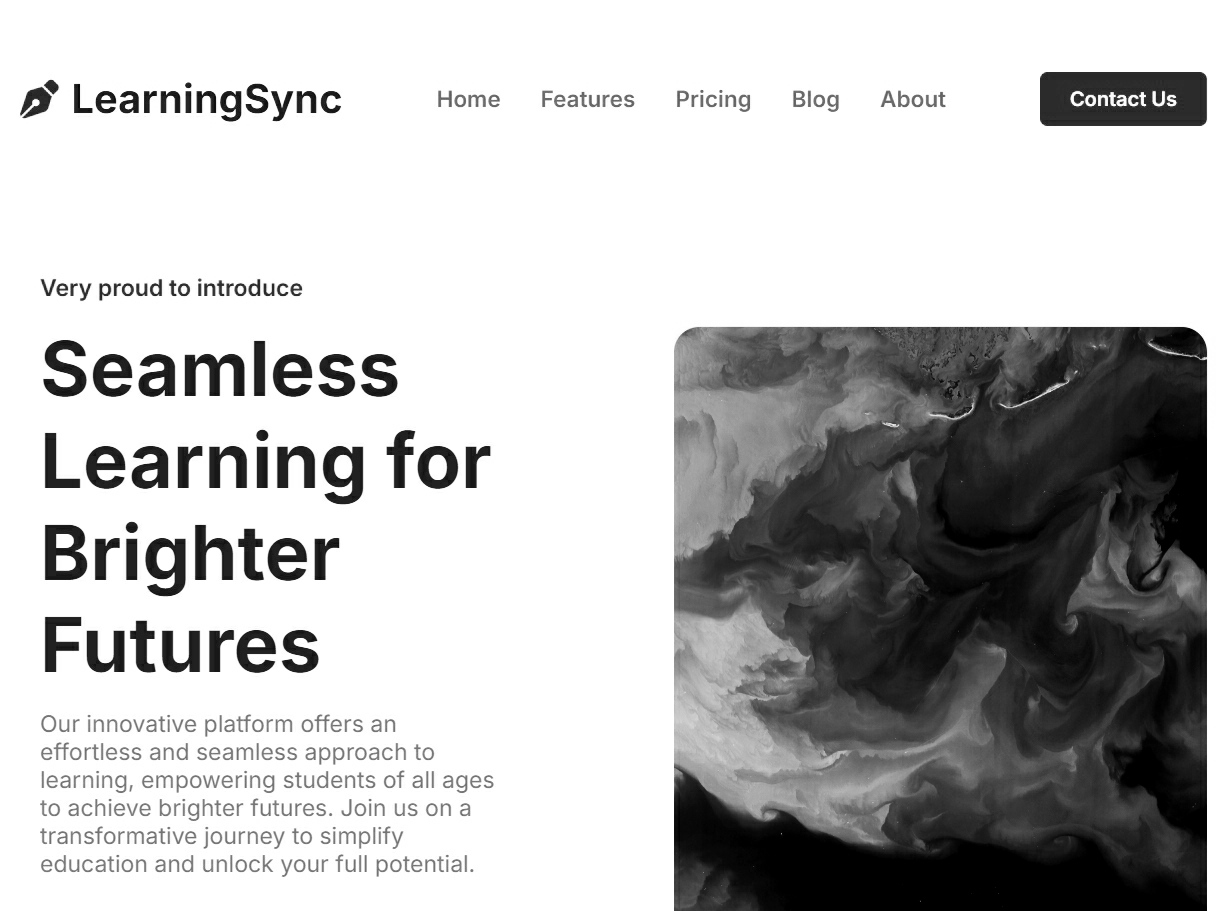 LearningSync
Home Features Pricing Blog About
Contact Us
Very proud to introduce
Seamless
Learning for
Brighter
Futures
Our innovative platform offers an
effortless and seamless approach to
learning, empowering students of all ages
to achieve brighter futures. Join us on a
transformative journey to simplify
education and unlock your full potential.